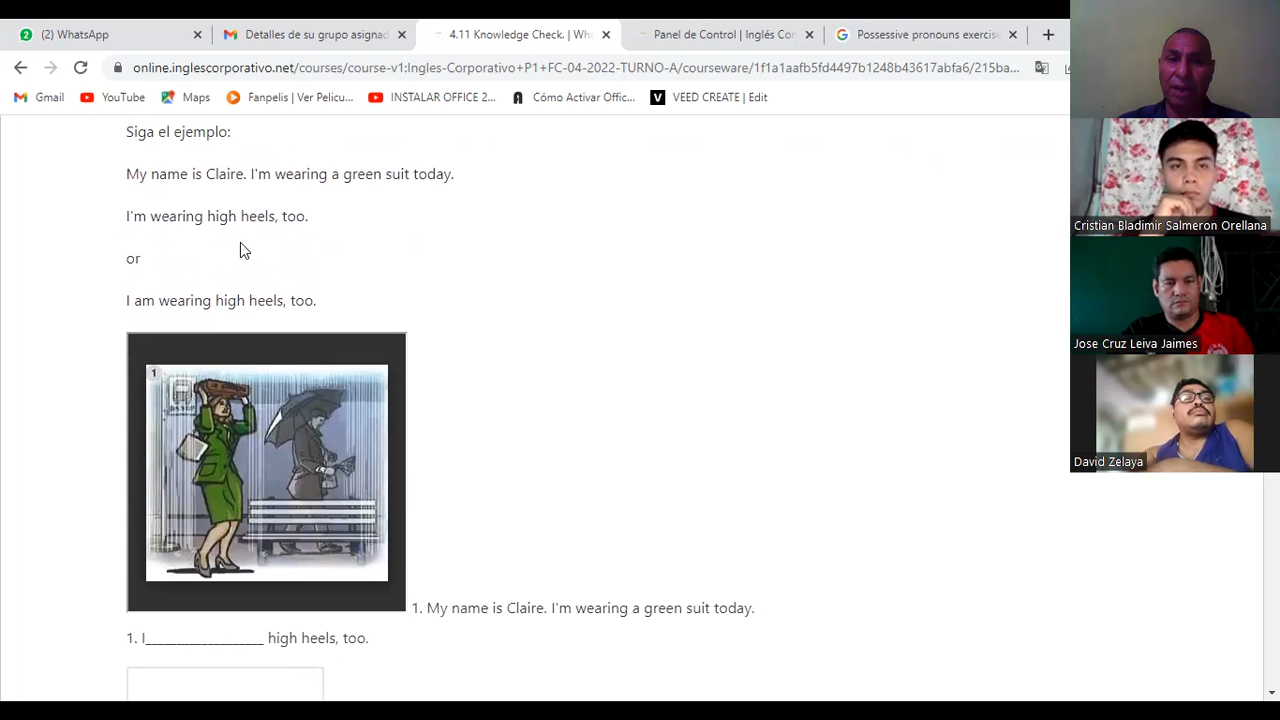 2 (2) WhatsApp
Detalles de su grupo asignad
4.11 Knowledge Check. | Who
Panel de Control | Inglés Cor
Possessive pronouns exercise
online.inglescorporativo.net/courses/course-v1:Ingles-Corporativo+P1+FC-04-2022-TURNO-A/courseware/1f1a1aafb5fd4497b1248b43617abfa6/215ba...
Gmail
YouTube
Maps
Fanpelis | Ver Pelicu...
INSTALAR OFFICE 2...
Cómo Activar Offic...
VEED CREATE | Edit
Siga el ejemplo:
My name is Claire. I'm wearing a green suit today.
I'm wearing high heels, too.
or
I am wearing high heels, too.
1
1. My name is Claire. I'm wearing a green suit today.
1. I__________________ high heels, too.
Cristian Bladimir Salmeron Orellana
Jose Cruz Leiva Jaimes
David Zelaya